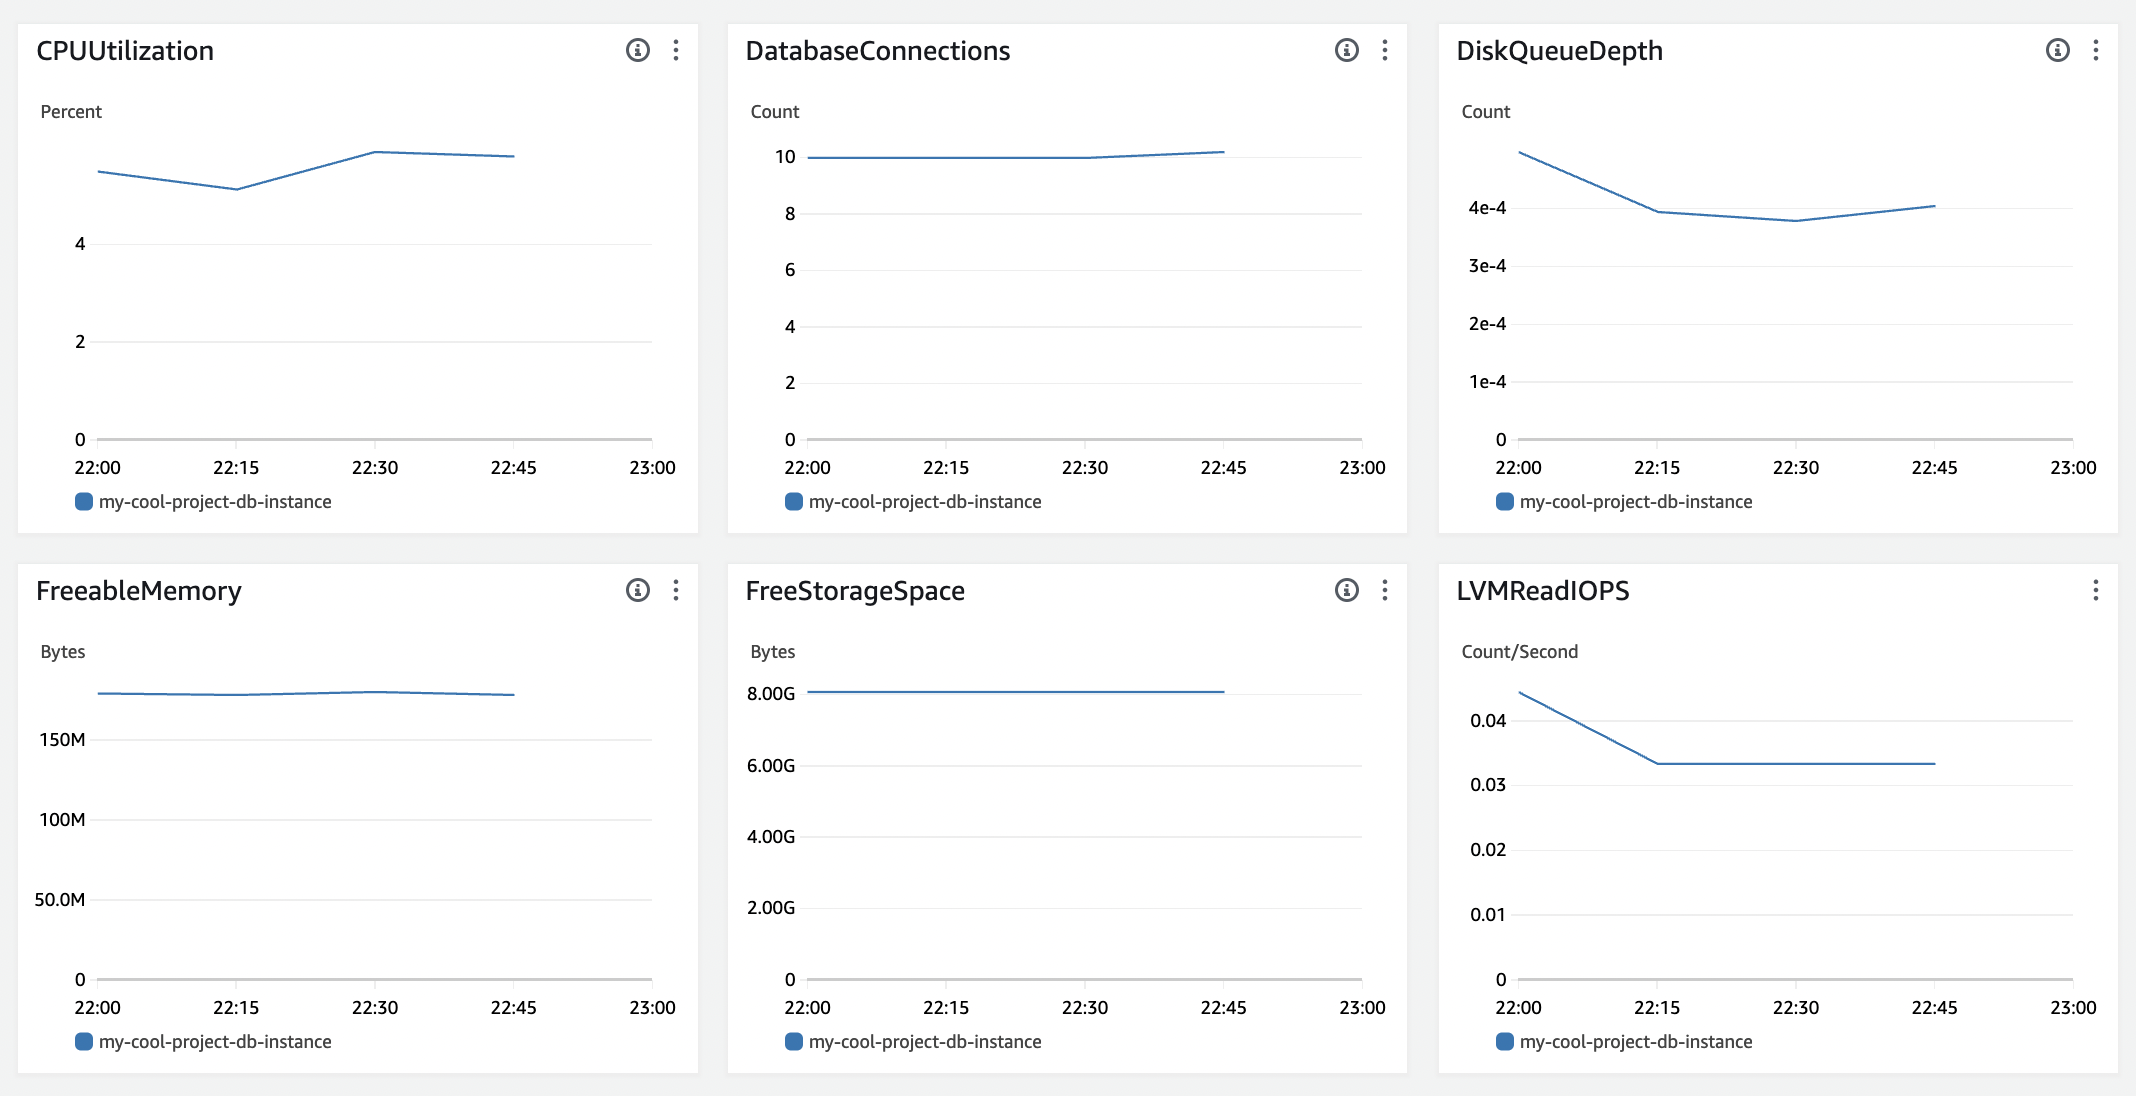 CPUUtilization
Percent
4
2
0
22:00 22:15 22:30 22:45 23:00
my-cool-project-db-instance
DatabaseConnections
Count
10
8
6
4
2
0
22:00 22:15 22:30 22:45 23:00
my-cool-project-db-instance
DiskQueueDepth
Count
4e-4
3e-4
2e-4
1e-4
0
22:00 22:15 22:30 22:45 23:00
my-cool-project-db-instance
FreeableMemory
Bytes
150M
100M
50.0M
0
22:00 22:15 22:30 22:45 23:00
my-cool-project-db-instance
FreeStorageSpace
Bytes
8.00G
6.00G
4.00G
2.00G
0
22:00 22:15 22:30 22:45 23:00
my-cool-project-db-instance
LVMReadIOPS
Count/Second
0.04
0.03
0.02
0.01
0
22:00 22:15 22:30 22:45 23:00
my-cool-project-db-instance